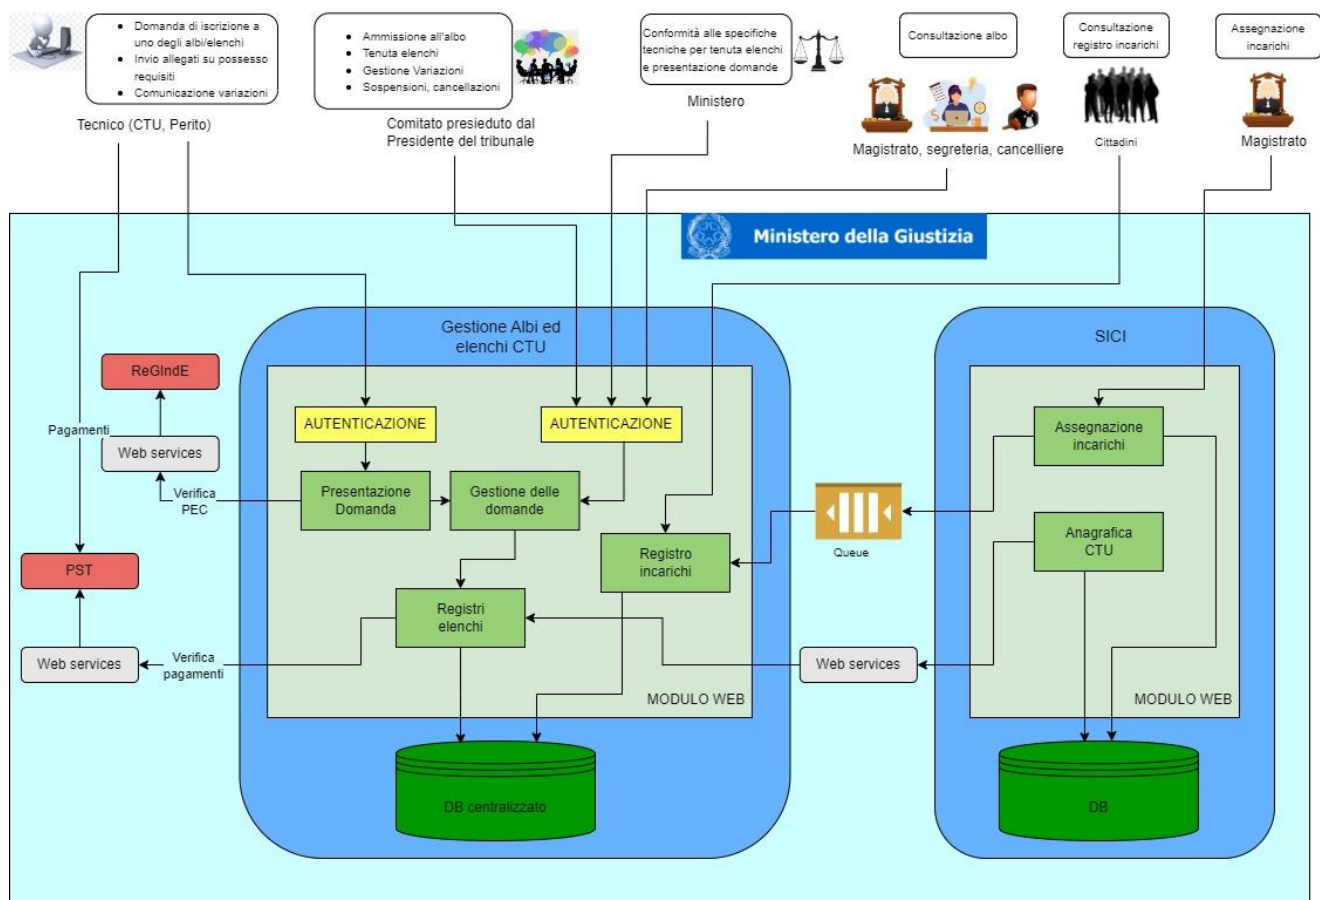 Domanda di iscrizione a
uno degli albi/elenchi
Invio allegati su possesso
requisiti
Comunicazione variazioni
Tecnico (CTU, Perito)
Ammissione all'albo
Tenuta elenchi
Gestione Variazioni
Sospensioni, cancellazioni
Comitato presieduto dal
Presidente del tribunale
Conformità alle specifiche
tecniche per tenuta elenchi
e presentazione domande
Ministero
Consultazione albo
Magistrato, segreteria, cancelliere
Consultazione
registro incarichi
Cittadini
Assegnazione
incarichi
Magistrato
Ministero della Giustizia
Gestione Albi ed
elenchi CTU
SICI
ReGIndE
Pagamenti
Web services
Verifica
PEC
AUTENTICAZIONE
AUTENTICAZIONE
Presentazione
Domanda
Gestione delle
domande
Registro
incarichi
Queue
Assegnazione
incarichi
Anagrafica
CTU
PST
Registri
elenchi
Web services
Verifica
pagamenti
Web services
MODULO WEB
MODULO WEB
DB centralizzato
DB